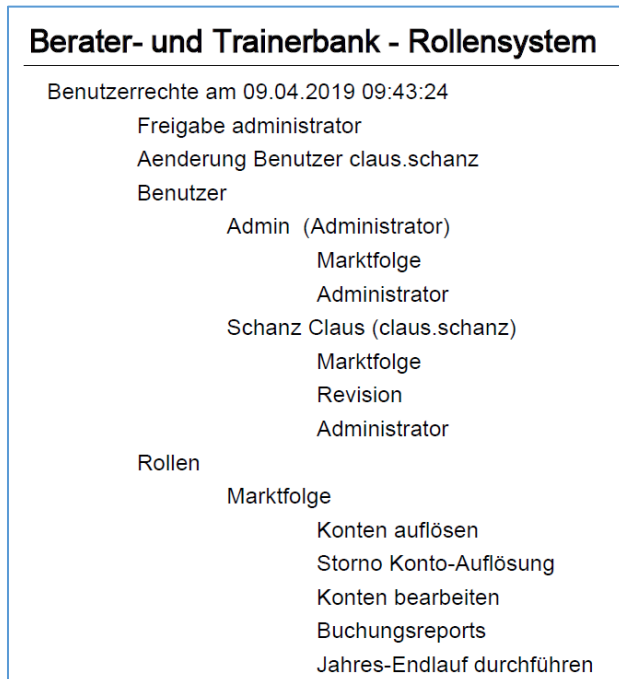 Berater- und Trainerbank - Rollensystem
Benutzerrechte am 09.04.2019 09:43:24
Freigabe administrator
Aenderung Benutzer claus.schanz
Benutzer
Admin (Administrator)
Marktfolge
Administrator
Schanz Claus (claus.schanz)
Marktfolge
Revision
Administrator
Rollen
Marktfolge
Konten auflösen
Storno Konto-Auflösung
Konten bearbeiten
Buchungsreports
Jahres-Endlauf durchführen